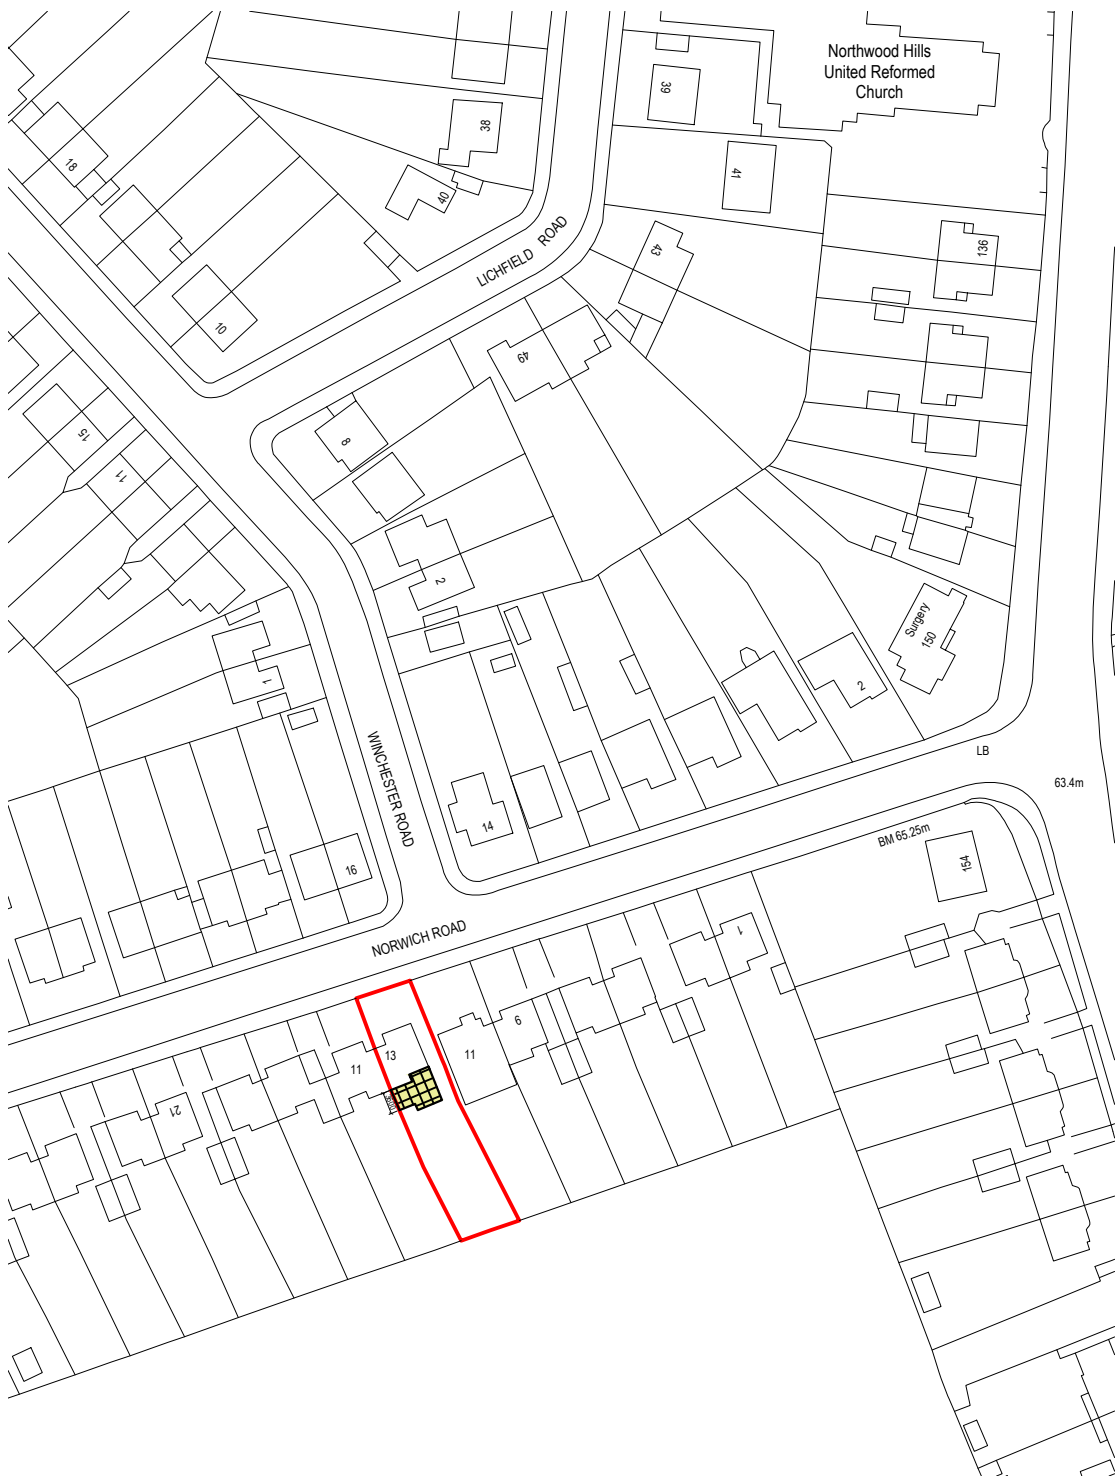 Northwood Hills
United Reformed
Church
39
38
18
41
40
LICHFIELD ROAD
43
136
10
49
15
8
11
2
Surgery
150
1
2
LB
WINCHESTER ROAD
63.4m
14
BM 65.25m
154
16
NORWICH ROAD
1
6
13
11
11
21